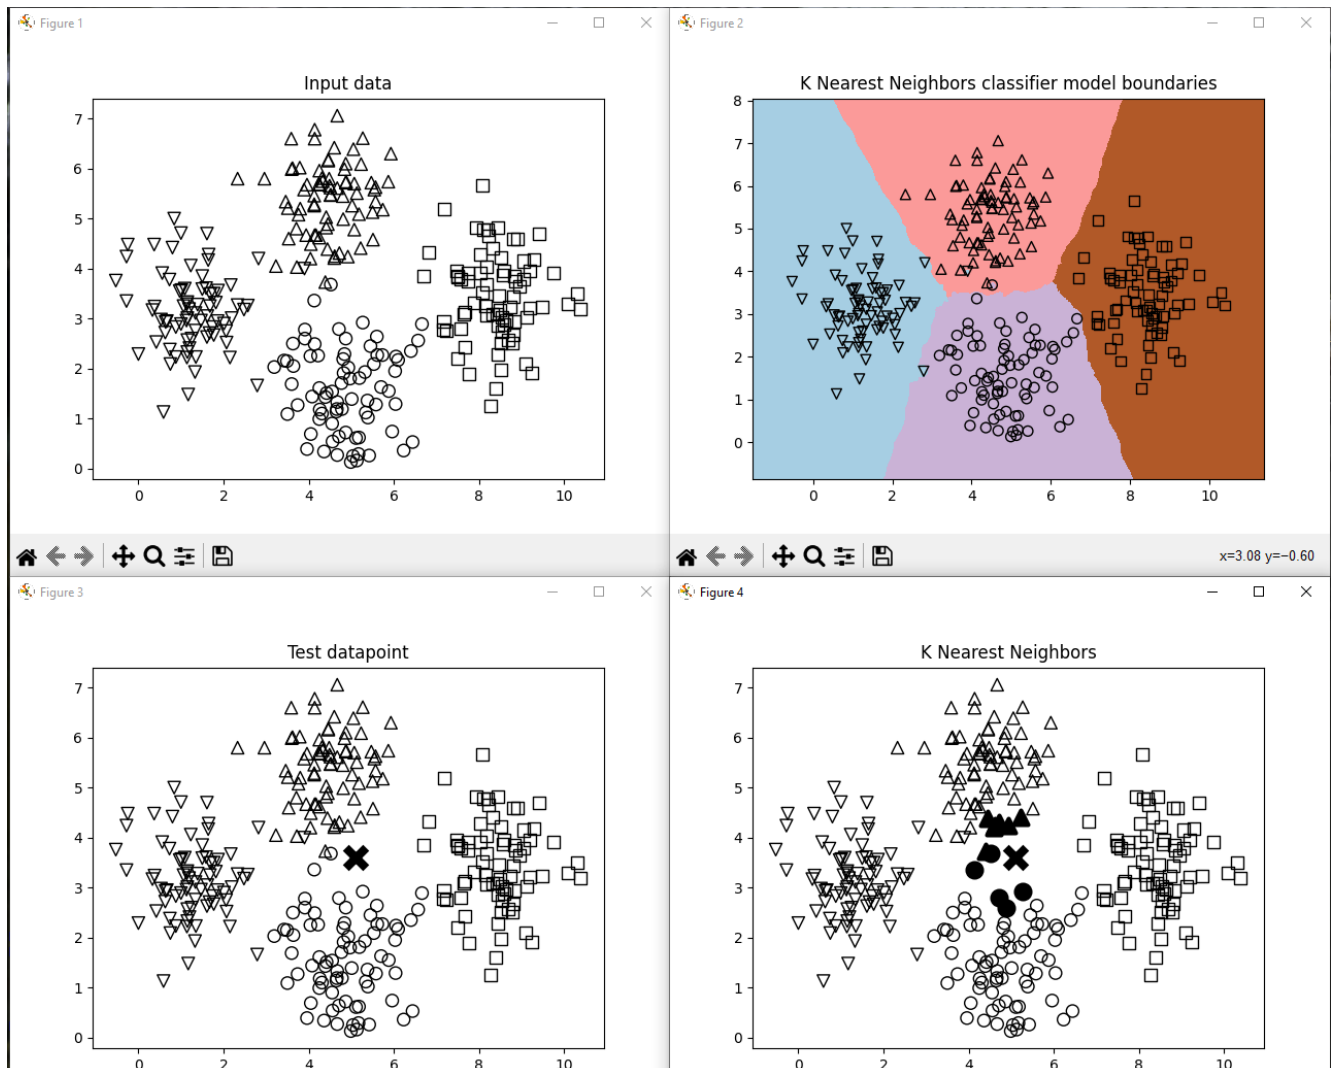 Figure 1
Input data
7
6
5
4
3
2
1
0
0 2 4 6 8 10
Figure 2
K Nearest Neighbors classifier model boundaries
8
7
6
5
4
3
2
1
0
0 2 4 6 8 10
x=3.08 y=−0.60
Figure 3
Test datapoint
7
6
5
4
3
2
1
0
0 2 4 6 8 10
Figure 4
K Nearest Neighbors
7
6
5
4
3
2
1
0
0 2 4 6 8 10